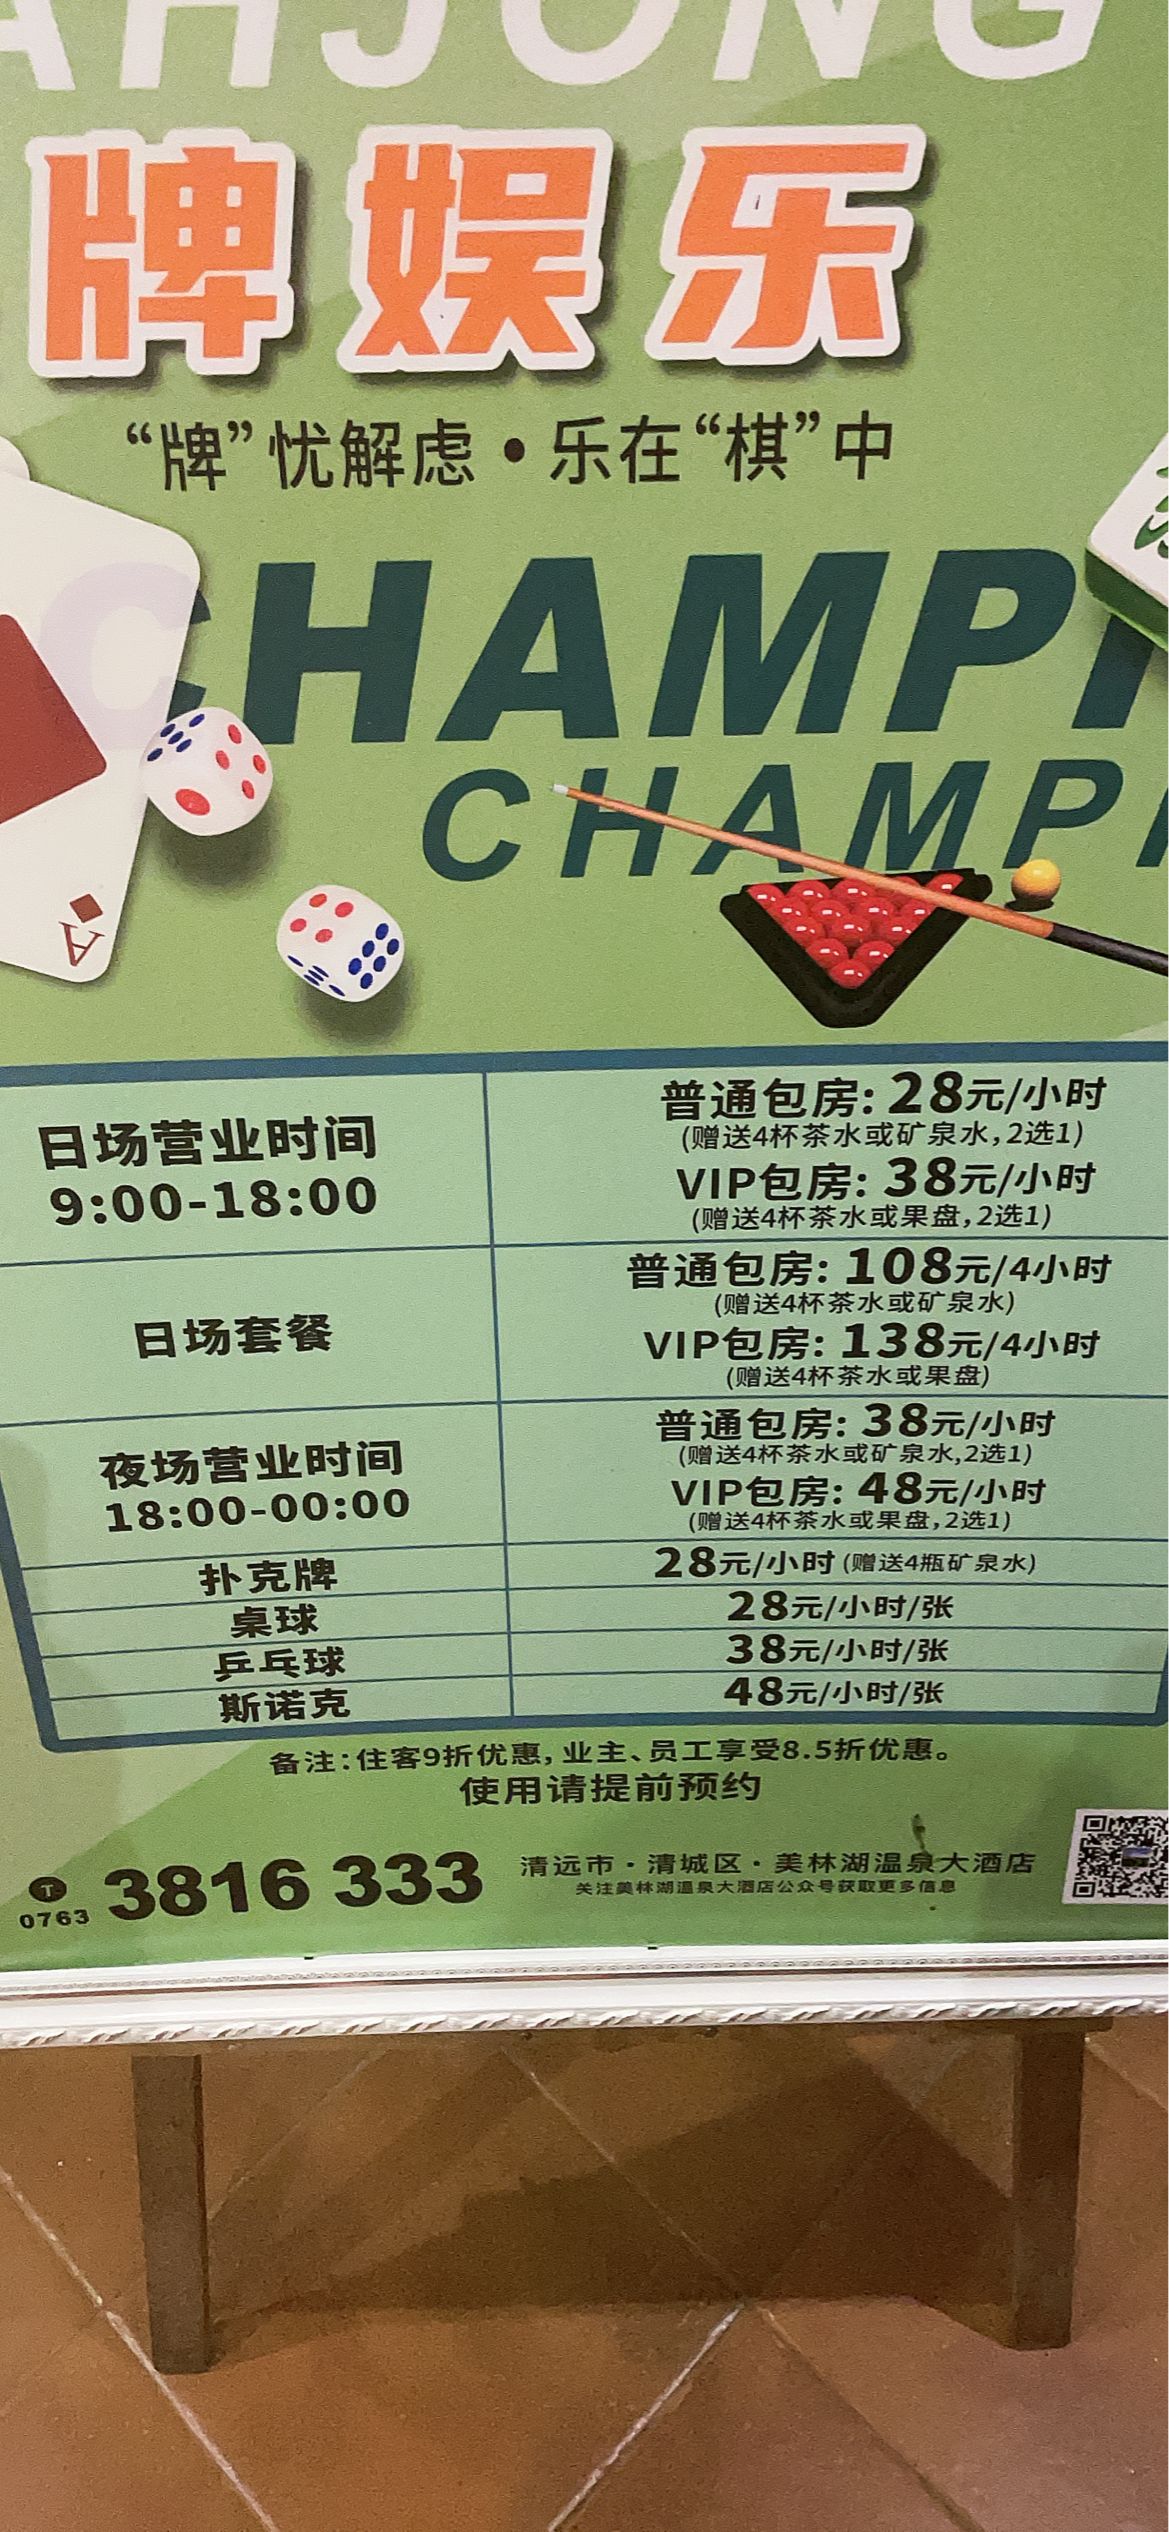 AHJONG
牌娱乐
“牌”忧解虑·乐在“棋”中
CHAMPI
CHAMPI
A
日场营业时间
9:00-18:00
普通包房: 28元/小时
(赠送4杯茶水或矿泉水,2选1)
VIP包房: 38元/小时
(赠送4杯茶水或果盘,2选1)
日场套餐
普通包房: 108元/4小时
(赠送4杯茶水或矿泉水)
VIP包房: 138元/4小时
(赠送4杯茶水或果盘)
夜场营业时间
18:00-00:00
普通包房: 38元/小时
(赠送4杯茶水或矿泉水,2选1)
VIP包房: 48元/小时
(赠送4杯茶水或果盘,2选1)
扑克牌 28元/小时 (赠送4瓶矿泉水)
桌球 28元/小时/张
乒乓球 38元/小时/张
斯诺克 48元/小时/张
备注:住客9折优惠,业主、员工享受8.5折优惠。
使用请提前预约
T
0763 3816 333
清远市·清城区·美林湖温泉大酒店
关注美林湖温泉大酒店公众号获取更多信息